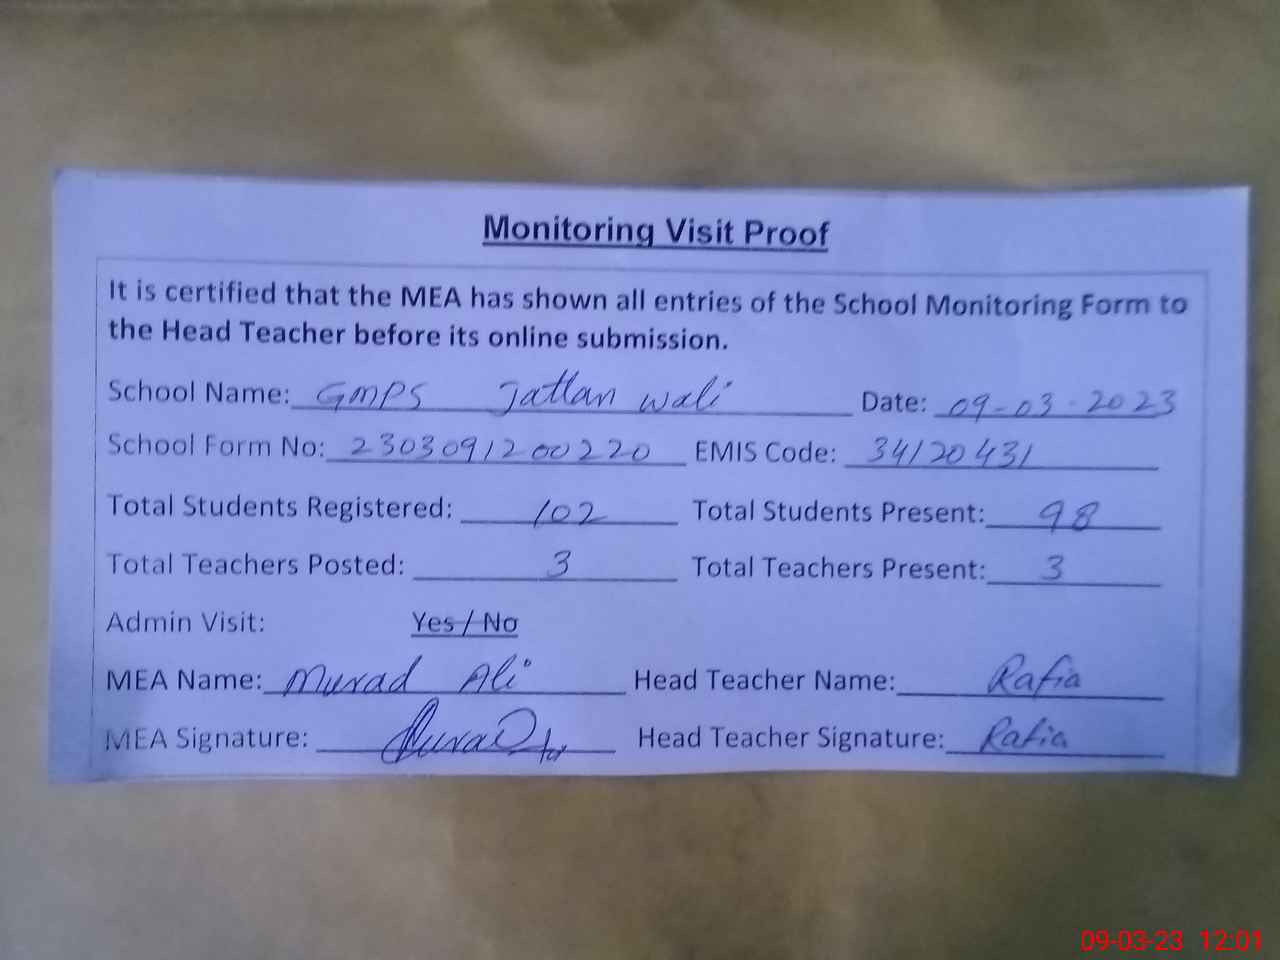 Monitoring Visit Proof
It is certified that the MEA has shown all entries of the School Monitoring Form to
the Head Teacher before its online submission.
School Name: GMPS Jatlan wali Date: 09-03-2023
School Form No: 2303091200220 EMIS Code: 34120431
Total Students Registered: 102 Total Students Present: 98
Total Teachers Posted: 3 Total Teachers Present: 3
Admin Visit: Yes / No
MEA Name: Murad Ali Head Teacher Name: Rafia
MEA Signature: Murad Head Teacher Signature: Rafia
09-03-23 12:01